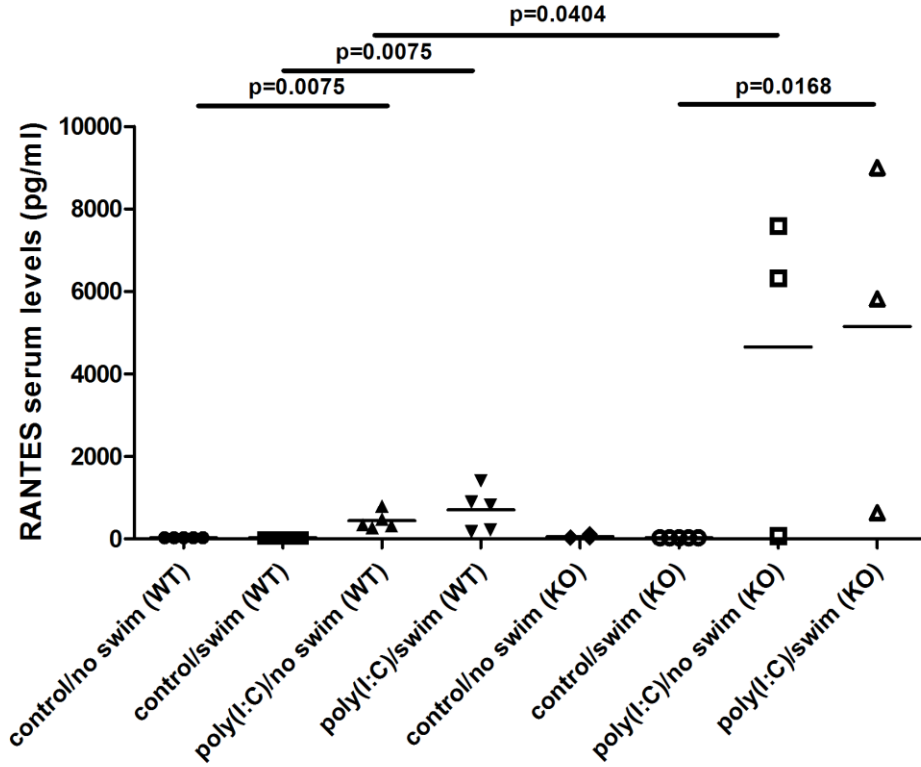 p=0.0404
p=0.0075
p=0.0075
p=0.0168
RANTES serum levels (pg/ml)
10000
8000
6000
4000
2000
0
control/no swim (WT)
control/swim (WT)
poly(I:C)/no swim (WT)
poly(I:C)/swim (WT)
control/no swim (KO)
control/swim (KO)
poly(I:C)/no swim (KO)
poly(I:C)/swim (KO)